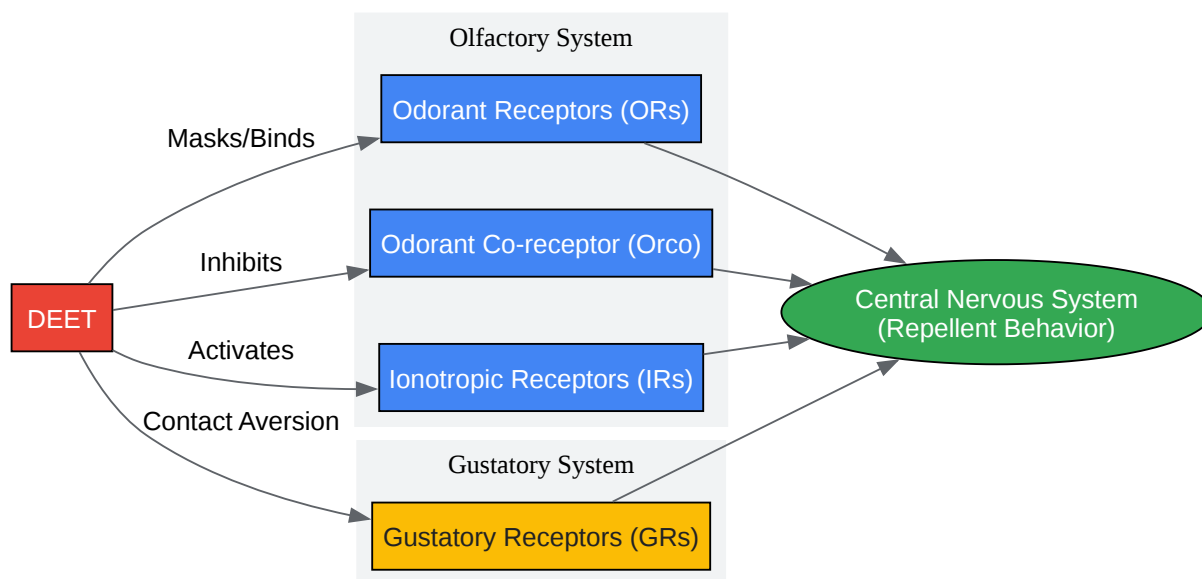 Olfactory System
Odorant Receptors (ORs)
Masks/Binds
Odorant Co-receptor (Orco)
Inhibits
Central Nervous System
(Repellent Behavior)
DEET
Activates
Ionotropic Receptors (IRs)
Contact Aversion
Gustatory System
Gustatory Receptors (GRs)